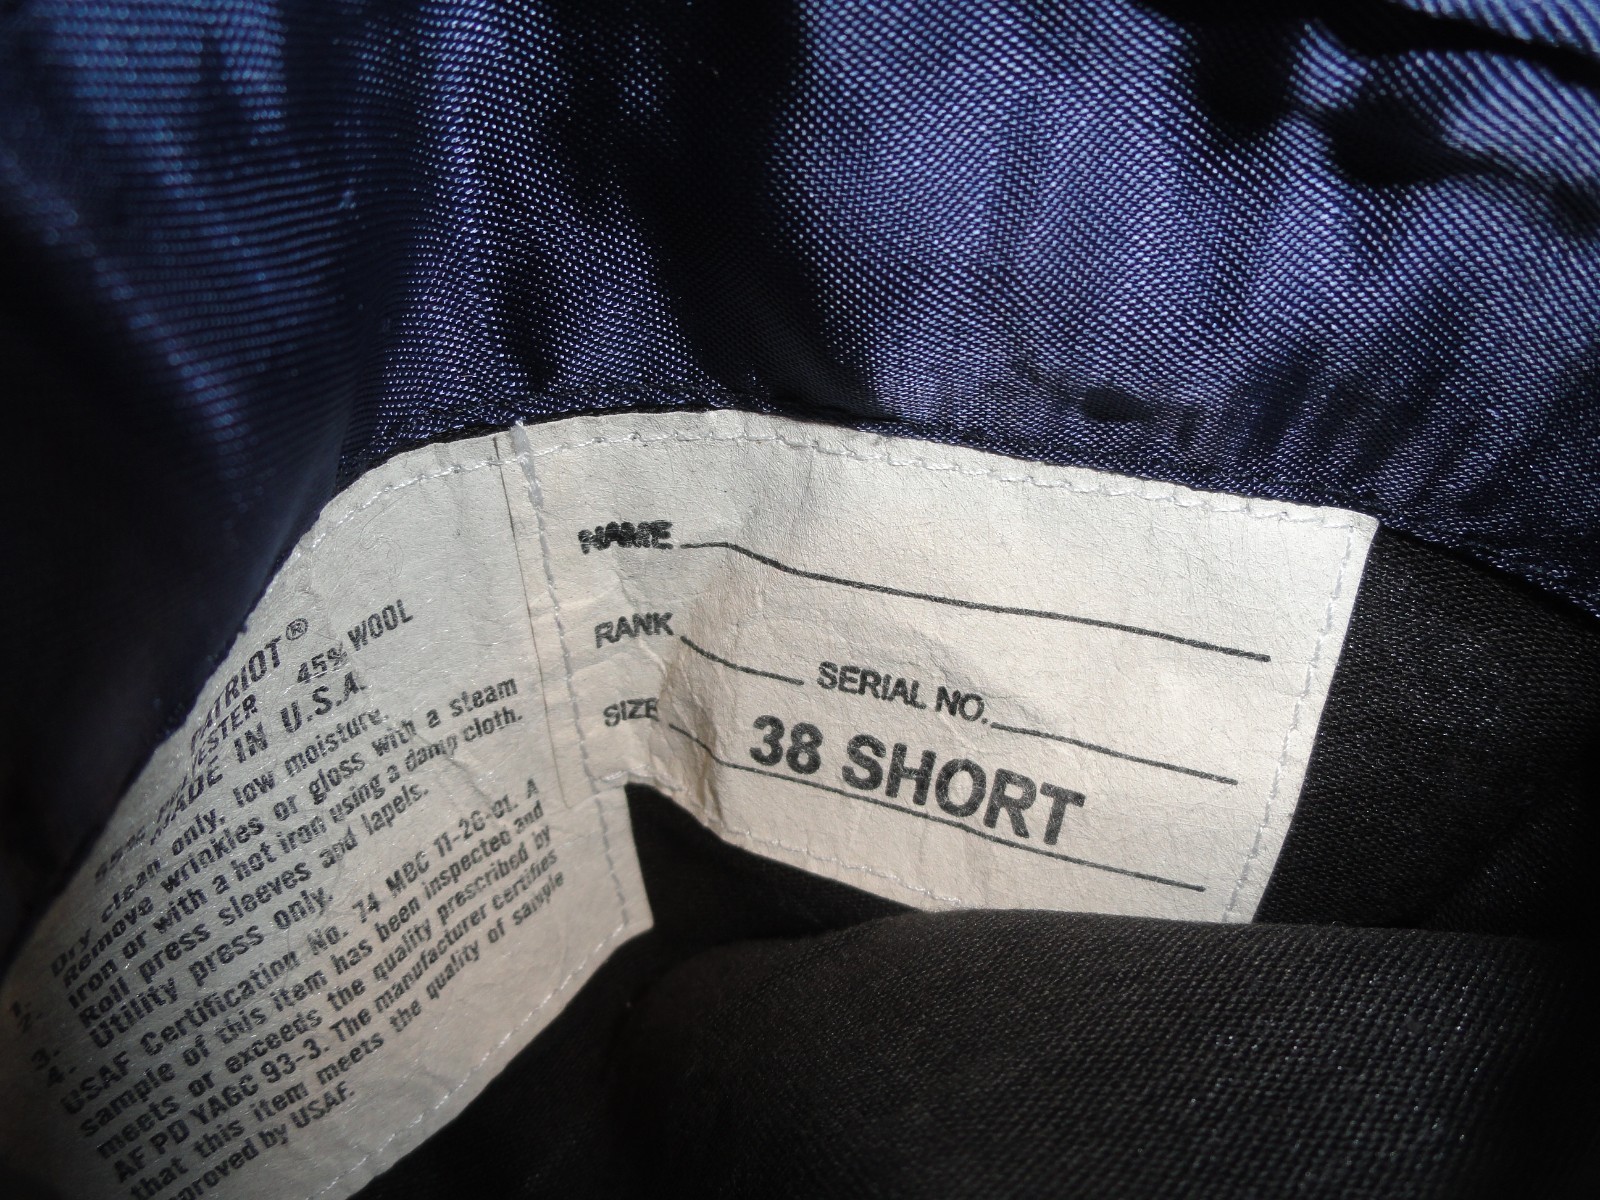 PATRIOT®
45% WOOL
MADE IN U.S.A.
1. Dry clean only, low moisture.
2. Remove wrinkles or gloss with a steam
iron or with a hot iron using a damp cloth.
3. Roll press sleeves and lapels.
4. Utility press only.
USAF Certification No. 74 MBC 11-26-01. A
sample of this item has been inspected and
meets or exceeds the quality prescribed by
AF PD YAGC 93-3. The manufacturer certifies
that this item meets the quality of sample
approved by USAF.
NAME
RANK
SERIAL NO.
SIZE 38 SHORT